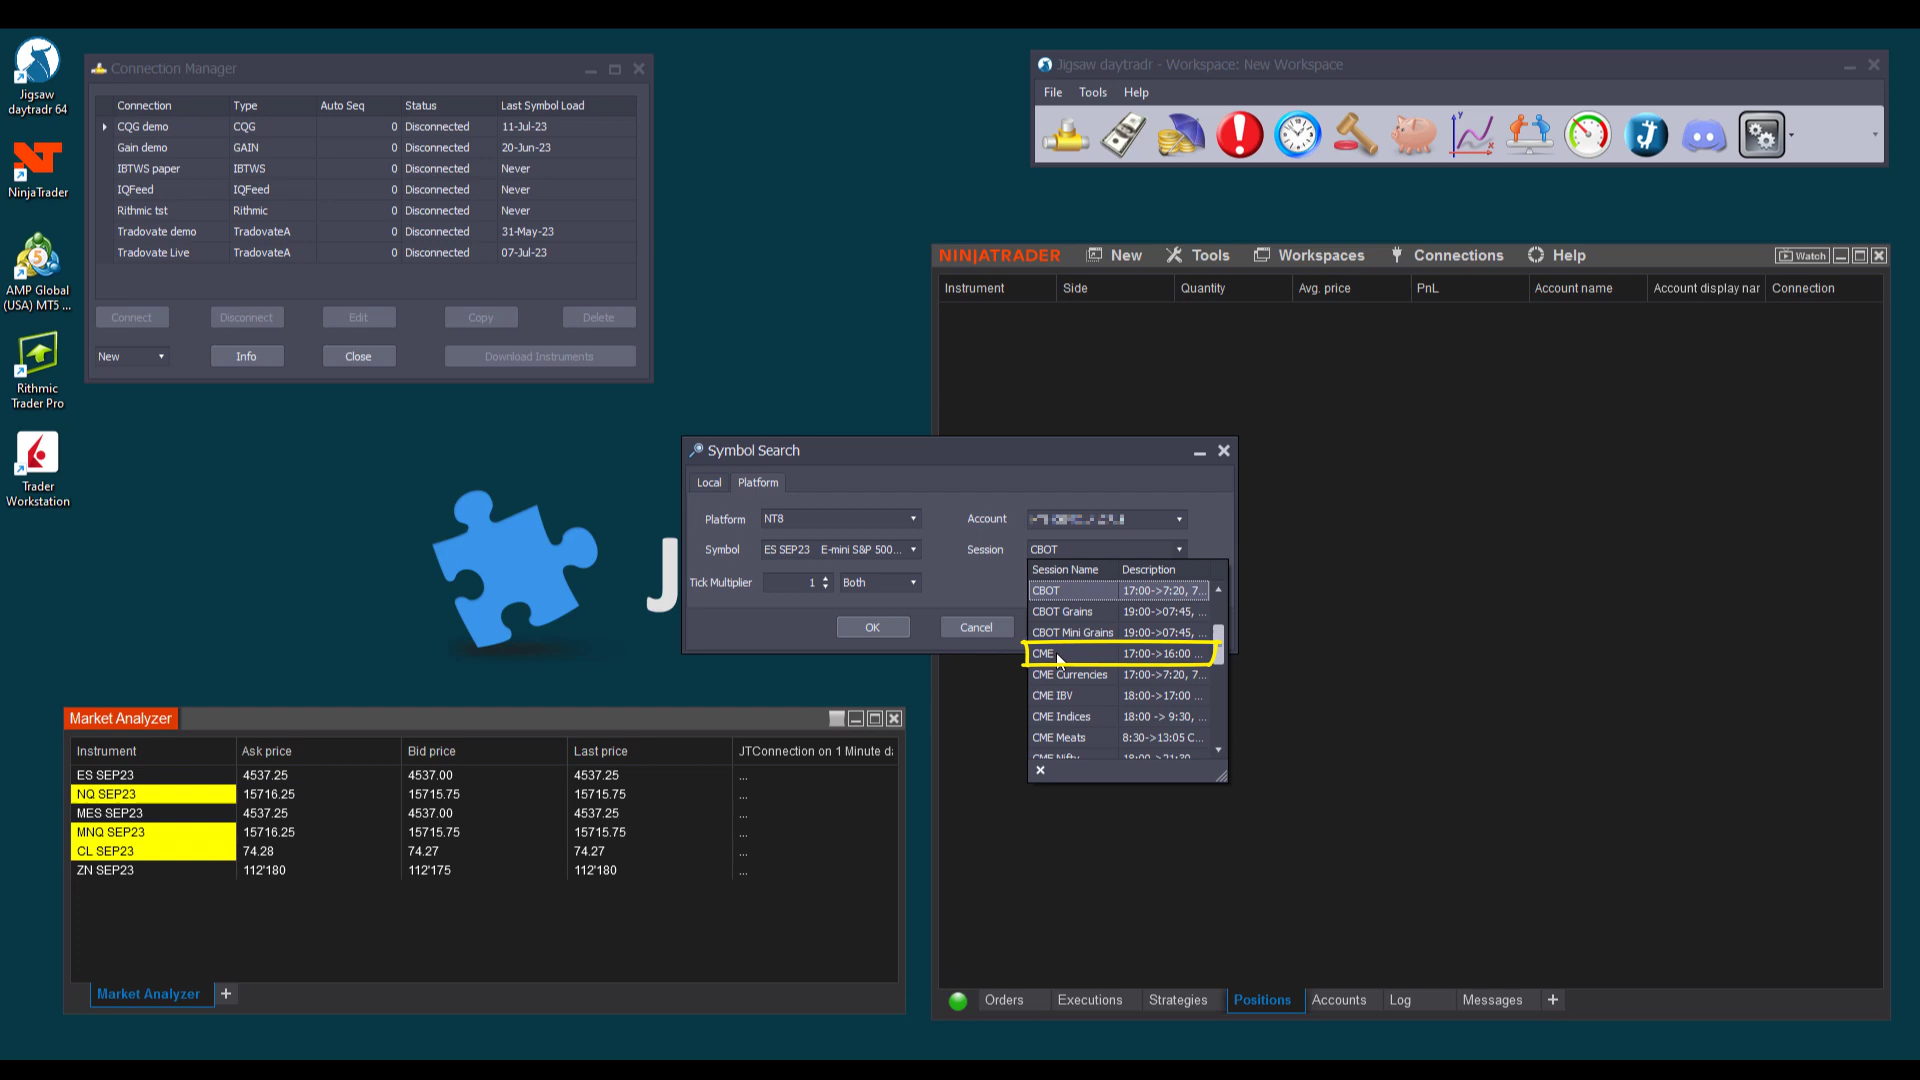 Jigsaw
daytradr 64
NinjaTrader
AMP Global
(USA) MT5 ...
Rithmic
Trader Pro
Trader
Workstation
Connection Manager
Connection Type Auto Seq Status Last Symbol Load
CQG demo CQG 0 Disconnected 11-Jul-23
Gain demo GAIN 0 Disconnected 20-Jun-23
IBTWS paper IBTWS 0 Disconnected Never
IQFeed IQFeed 0 Disconnected Never
Rithmic tst Rithmic 0 Disconnected Never
Tradovate demo TradovateA 0 Disconnected 31-May-23
Tradovate Live TradovateA 0 Disconnected 07-Jul-23
Connect Disconnect Edit Copy Delete
New Info Close Download Instruments
Jigsaw daytradr - Workspace: New Workspace
File Tools Help
NINJATRADER New Tools Workspaces Connections Help Watch
Instrument Side Quantity Avg. price PnL Account name Account display nar Connection
Orders Executions Strategies Positions Accounts Log Messages +
J
Symbol Search
Local Platform
Platform NT8 Account
Symbol ES SEP23 E-mini S&P 500... Session CBOT
Tick Multiplier 1 Both
OK Cancel
Session Name Description
CBOT 17:00->7:20, 7...
CBOT Grains 19:00->07:45, ...
CBOT Mini Grains 19:00->07:45, ...
CME 17:00->16:00 ...
CME Currencies 17:00->7:20, 7...
CME IBV 18:00->17:00 ...
CME Indices 18:00 -> 9:30, ...
CME Meats 8:30->13:05 C...
CME Nifty 18:00->21:30
Market Analyzer
Instrument Ask price Bid price Last price JTConnection on 1 Minute d
ES SEP23 4537.25 4537.00 4537.25 ...
NQ SEP23 15716.25 15715.75 15715.75 ...
MES SEP23 4537.25 4537.00 4537.25 ...
MNQ SEP23 15716.25 15715.75 15715.75 ...
CL SEP23 74.28 74.27 74.27 ...
ZN SEP23 112'180 112'175 112'180 ...
Market Analyzer +